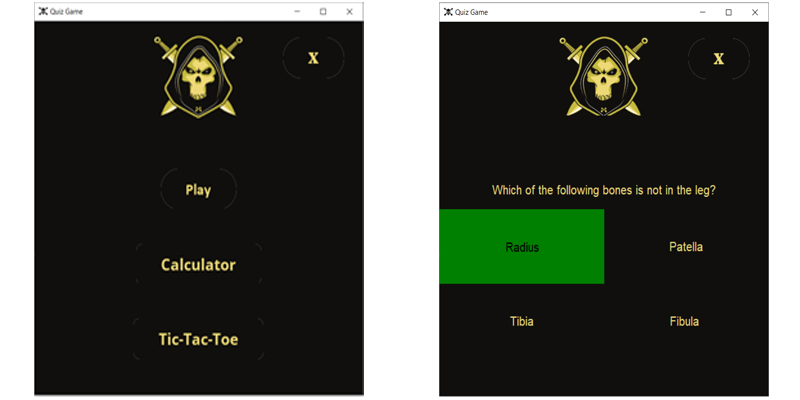 Quiz Game
X
Play
Calculator
Tic-Tac-Toe
Quiz Game
X
Which of the following bones is not in the leg?
Radius
Patella
Tibia
Fibula